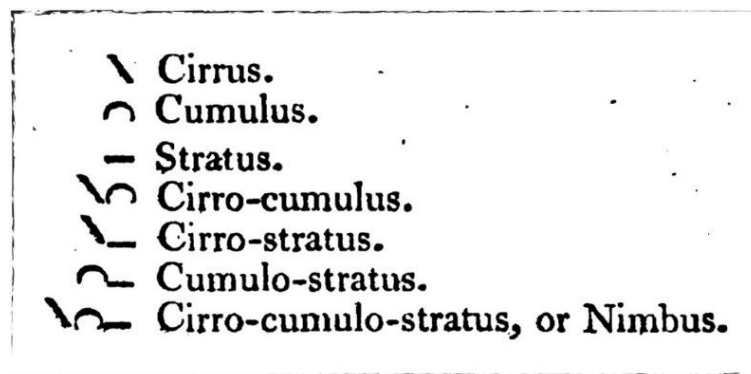 Cirrus.
Cumulus.
Stratus.
Cirro-cumulus.
Cirro-stratus.
Cumulo-stratus.
Cirro-cumulo-stratus, or Nimbus.